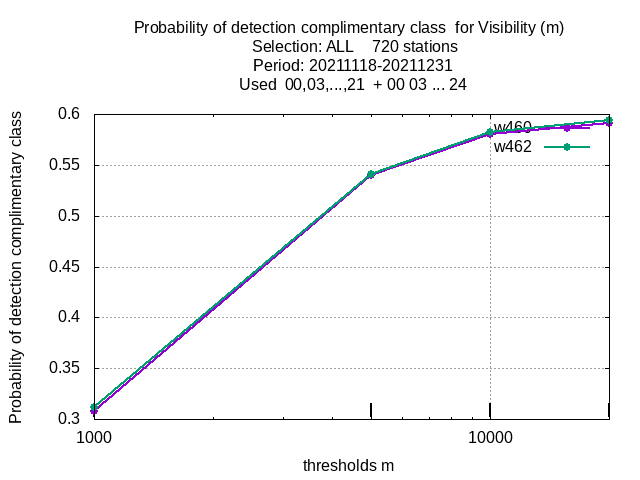 Probability of detection complimentary class  for Visibility (m)
Selection: ALL    720 stations
Period: 20211118-20211231
Used  00,03,...,21  + 00 03 ... 24
Probability of detection complimentary class
0.6
0.55
0.5
0.45
0.4
0.35
0.3
w460
w462
1000
10000
thresholds m